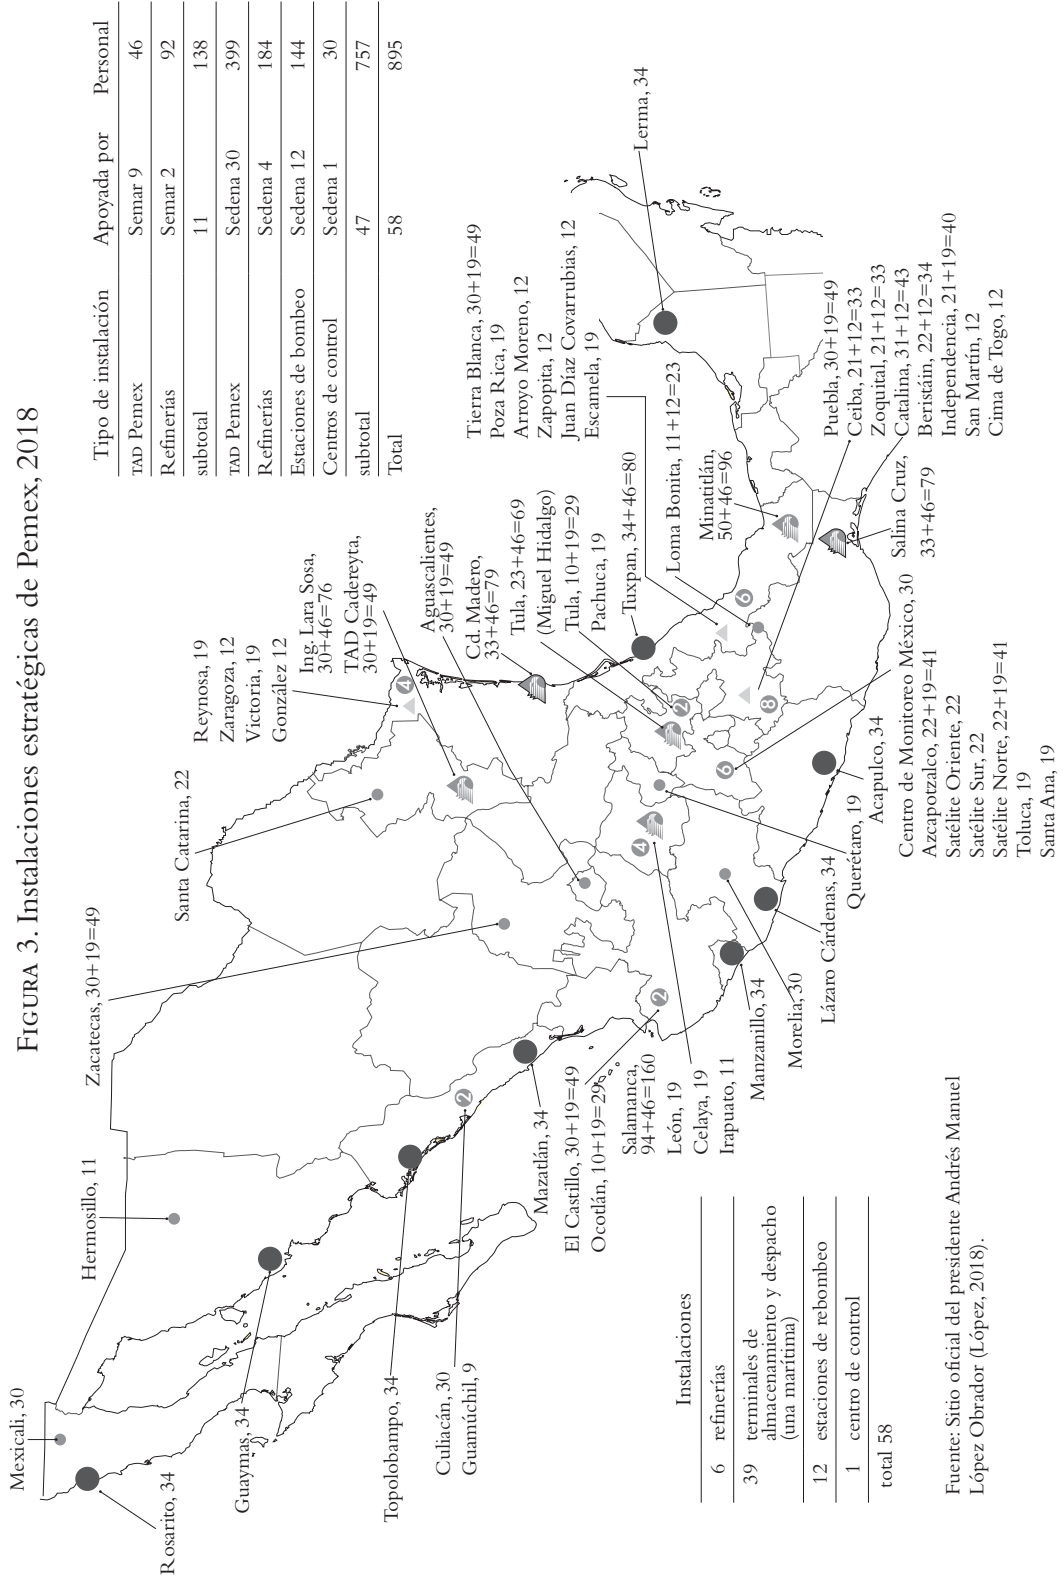 FIGURA 3. Instalaciones estratégicas de Pemex, 2018
Tipo de instalación Apoyada por Personal
TAD Pemex Semar 9 46
Refinerías Semar 2 92
subtotal 11 138
TAD Pemex Sedena 30 399
Refinerías Sedena 4 184
Estaciones de bombeo Sedena 12 144
Centros de control Sedena 1 30
subtotal 47 757
Total 58 895
Mexicali, 30
Rosarito, 34
Hermosillo, 11
Guaymas, 34
Zacatecas, 30+19=49
Santa Catarina, 22
Reynosa, 19
Zaragoza, 12
Victoria, 19
González 12
Ing. Lara Sosa,
30+46=76
TAD Cadereyta,
30+19=49
Aguascalientes,
30+19=49
Cd. Madero,
33+46=79
Tula, 23+46=69
(Miguel Hidalgo)
Tula, 10+19=29
Pachuca, 19
Tuxpan, 34+46=80
Loma Bonita, 11+12=23
Minatitlán,
50+46=96
Tierra Blanca, 30+19=49
Poza Rica, 19
Arroyo Moreno, 12
Zapopita, 12
Juan Díaz Covarrubias, 12
Escamela, 19
Lerma, 34
Topolobampo, 34
Culiacán, 30
Guamúchil, 9
Mazatlán, 34
El Castillo, 30+19=49
Ocotlán, 10+19=29
Salamanca,
94+46=160
León, 19
Celaya, 19
Irapuato, 11
Manzanillo, 34
Morelia, 30
Lázaro Cárdenas, 34
Querétaro, 19
Acapulco, 34
Centro de Monitoreo México, 30
Azcapotzalco, 22+19=41
Satélite Oriente, 22
Satélite Sur, 22
Satélite Norte, 22+19=41
Toluca, 19
Santa Ana, 19
Salina Cruz,
33+46=79
Puebla, 30+19=49
Ceiba, 21+12=33
Zoquital, 21+12=33
Catalina, 31+12=43
Beristáin, 22+12=34
Independencia, 21+19=40
San Martín, 12
Cima de Togo, 12
2
4
2
4
2
6
8
6
Instalaciones
6 refinerías
39 terminales de
almacenamiento y despacho
(una marítina)
12 estaciones de rebombeo
1 centro de control
total 58
Fuente: Sitio oficial del presidente Andrés Manuel
López Obrador (López, 2018).